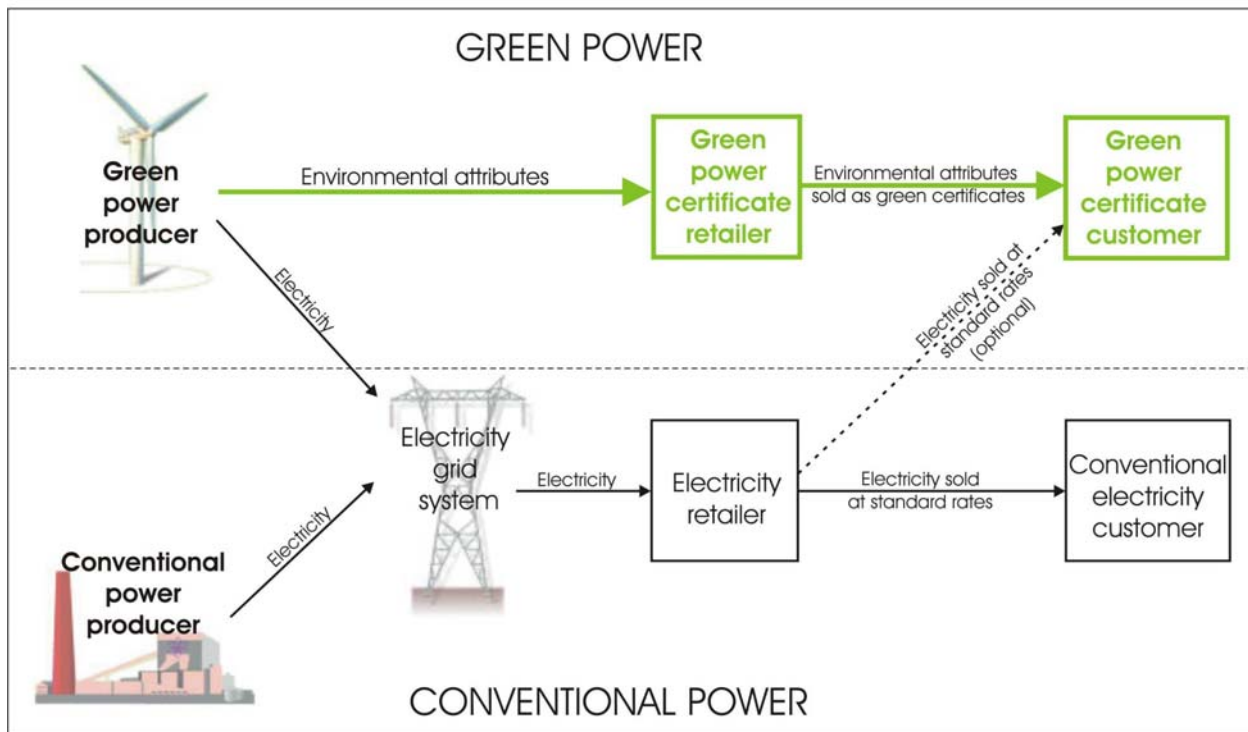 GREEN POWER
Green
power
producer
Environmental attributes
Green
power
certificate
retailer
Environmental attributes
sold as green certificates
Green
power
certificate
customer
Electricity
Electricity sold at
standard rates
(optional)
Electricity
grid
system
Electricity
Electricity
retailer
Electricity sold
at standard rates
Conventional
electricity
customer
Electricity
Conventional
power
producer
CONVENTIONAL POWER